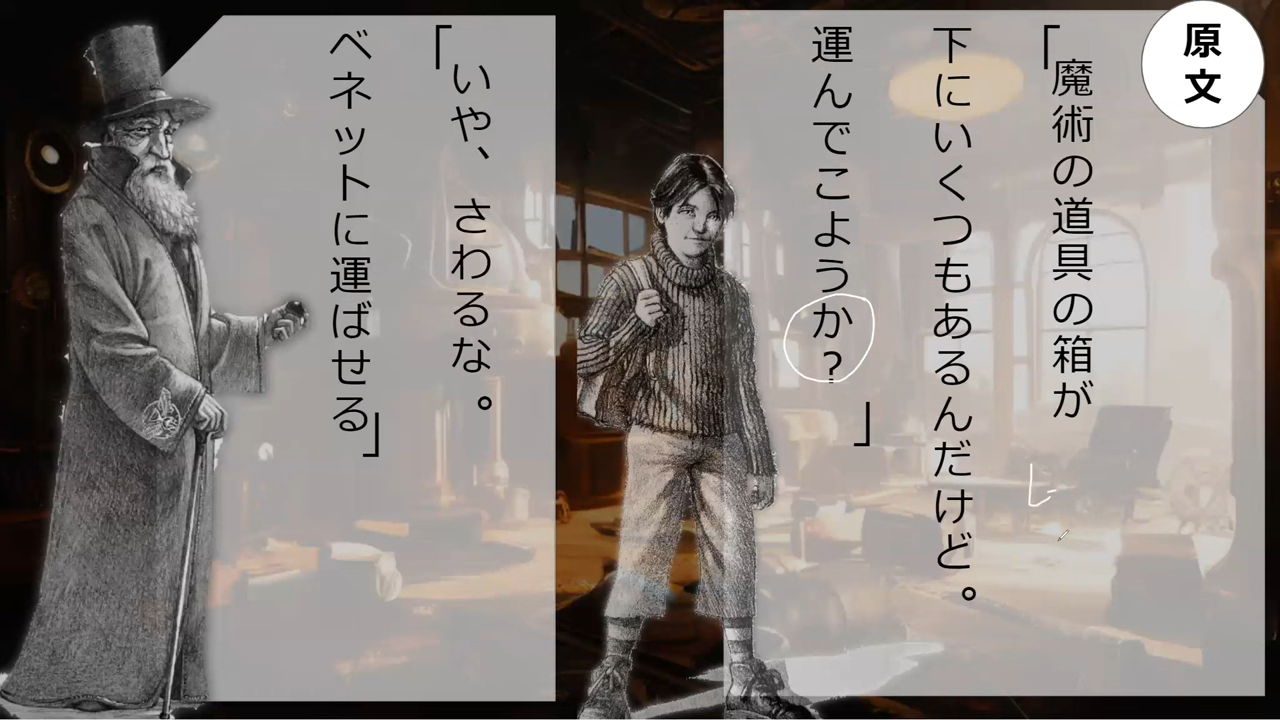 原文
「魔術の道具の箱が
下にいくつもあるんだけど。
運んでこようか？」
「いや、さわるな。
ベネットに運ばせる」